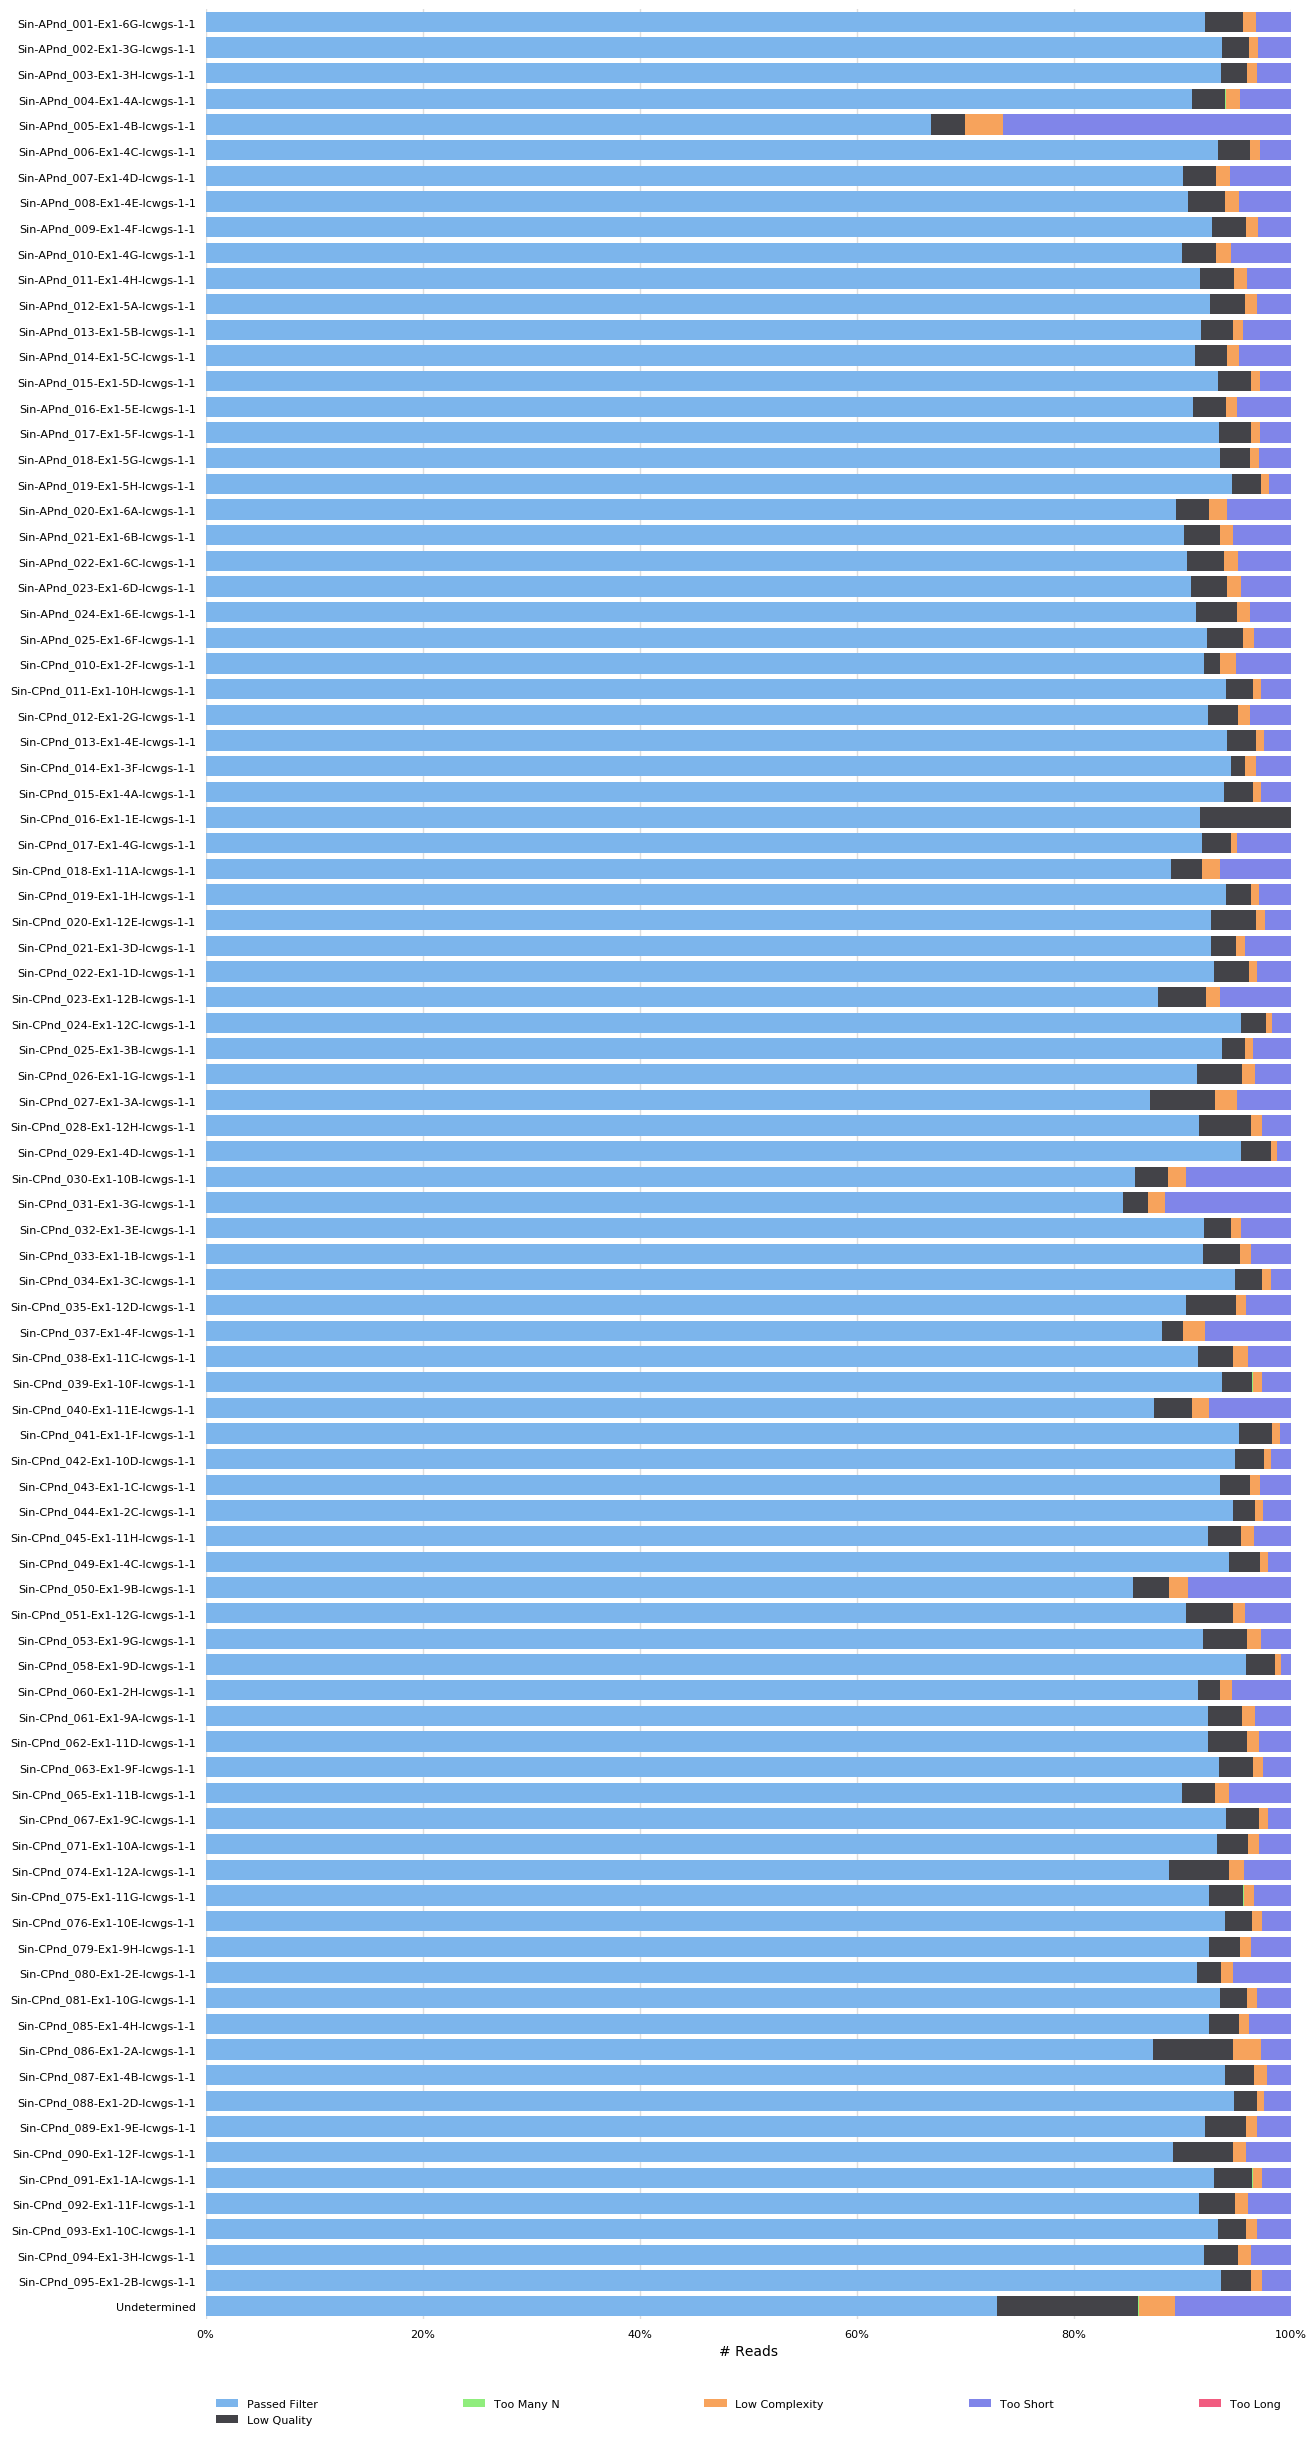 Sin-APnd_001-Ex1-6G-lcwgs-1-1
Sin-APnd_002-Ex1-3G-lcwgs-1-1
Sin-APnd_003-Ex1-3H-lcwgs-1-1
Sin-APnd_004-Ex1-4A-lcwgs-1-1
Sin-APnd_005-Ex1-4B-lcwgs-1-1
Sin-APnd_006-Ex1-4C-lcwgs-1-1
Sin-APnd_007-Ex1-4D-lcwgs-1-1
Sin-APnd_008-Ex1-4E-lcwgs-1-1
Sin-APnd_009-Ex1-4F-lcwgs-1-1
Sin-APnd_010-Ex1-4G-lcwgs-1-1
Sin-APnd_011-Ex1-4H-lcwgs-1-1
Sin-APnd_012-Ex1-5A-lcwgs-1-1
Sin-APnd_013-Ex1-5B-lcwgs-1-1
Sin-APnd_014-Ex1-5C-lcwgs-1-1
Sin-APnd_015-Ex1-5D-lcwgs-1-1
Sin-APnd_016-Ex1-5E-lcwgs-1-1
Sin-APnd_017-Ex1-5F-lcwgs-1-1
Sin-APnd_018-Ex1-5G-lcwgs-1-1
Sin-APnd_019-Ex1-5H-lcwgs-1-1
Sin-APnd_020-Ex1-6A-lcwgs-1-1
Sin-APnd_021-Ex1-6B-lcwgs-1-1
Sin-APnd_022-Ex1-6C-lcwgs-1-1
Sin-APnd_023-Ex1-6D-lcwgs-1-1
Sin-APnd_024-Ex1-6E-lcwgs-1-1
Sin-APnd_025-Ex1-6F-lcwgs-1-1
Sin-CPnd_010-Ex1-2F-lcwgs-1-1
Sin-CPnd_011-Ex1-10H-lcwgs-1-1
Sin-CPnd_012-Ex1-2G-lcwgs-1-1
Sin-CPnd_013-Ex1-4E-lcwgs-1-1
Sin-CPnd_014-Ex1-3F-lcwgs-1-1
Sin-CPnd_015-Ex1-4A-lcwgs-1-1
Sin-CPnd_016-Ex1-1E-lcwgs-1-1
Sin-CPnd_017-Ex1-4G-lcwgs-1-1
Sin-CPnd_018-Ex1-11A-lcwgs-1-1
Sin-CPnd_019-Ex1-1H-lcwgs-1-1
Sin-CPnd_020-Ex1-12E-lcwgs-1-1
Sin-CPnd_021-Ex1-3D-lcwgs-1-1
Sin-CPnd_022-Ex1-1D-lcwgs-1-1
Sin-CPnd_023-Ex1-12B-lcwgs-1-1
Sin-CPnd_024-Ex1-12C-lcwgs-1-1
Sin-CPnd_025-Ex1-3B-lcwgs-1-1
Sin-CPnd_026-Ex1-1G-lcwgs-1-1
Sin-CPnd_027-Ex1-3A-lcwgs-1-1
Sin-CPnd_028-Ex1-12H-lcwgs-1-1
Sin-CPnd_029-Ex1-4D-lcwgs-1-1
Sin-CPnd_030-Ex1-10B-lcwgs-1-1
Sin-CPnd_031-Ex1-3G-lcwgs-1-1
Sin-CPnd_032-Ex1-3E-lcwgs-1-1
Sin-CPnd_033-Ex1-1B-lcwgs-1-1
Sin-CPnd_034-Ex1-3C-lcwgs-1-1
Sin-CPnd_035-Ex1-12D-lcwgs-1-1
Sin-CPnd_037-Ex1-4F-lcwgs-1-1
Sin-CPnd_038-Ex1-11C-lcwgs-1-1
Sin-CPnd_039-Ex1-10F-lcwgs-1-1
Sin-CPnd_040-Ex1-11E-lcwgs-1-1
Sin-CPnd_041-Ex1-1F-lcwgs-1-1
Sin-CPnd_042-Ex1-10D-lcwgs-1-1
Sin-CPnd_043-Ex1-1C-lcwgs-1-1
Sin-CPnd_044-Ex1-2C-lcwgs-1-1
Sin-CPnd_045-Ex1-11H-lcwgs-1-1
Sin-CPnd_049-Ex1-4C-lcwgs-1-1
Sin-CPnd_050-Ex1-9B-lcwgs-1-1
Sin-CPnd_051-Ex1-12G-lcwgs-1-1
Sin-CPnd_053-Ex1-9G-lcwgs-1-1
Sin-CPnd_058-Ex1-9D-lcwgs-1-1
Sin-CPnd_060-Ex1-2H-lcwgs-1-1
Sin-CPnd_061-Ex1-9A-lcwgs-1-1
Sin-CPnd_062-Ex1-11D-lcwgs-1-1
Sin-CPnd_063-Ex1-9F-lcwgs-1-1
Sin-CPnd_065-Ex1-11B-lcwgs-1-1
Sin-CPnd_067-Ex1-9C-lcwgs-1-1
Sin-CPnd_071-Ex1-10A-lcwgs-1-1
Sin-CPnd_074-Ex1-12A-lcwgs-1-1
Sin-CPnd_075-Ex1-11G-lcwgs-1-1
Sin-CPnd_076-Ex1-10E-lcwgs-1-1
Sin-CPnd_079-Ex1-9H-lcwgs-1-1
Sin-CPnd_080-Ex1-2E-lcwgs-1-1
Sin-CPnd_081-Ex1-10G-lcwgs-1-1
Sin-CPnd_085-Ex1-4H-lcwgs-1-1
Sin-CPnd_086-Ex1-2A-lcwgs-1-1
Sin-CPnd_087-Ex1-4B-lcwgs-1-1
Sin-CPnd_088-Ex1-2D-lcwgs-1-1
Sin-CPnd_089-Ex1-9E-lcwgs-1-1
Sin-CPnd_090-Ex1-12F-lcwgs-1-1
Sin-CPnd_091-Ex1-1A-lcwgs-1-1
Sin-CPnd_092-Ex1-11F-lcwgs-1-1
Sin-CPnd_093-Ex1-10C-lcwgs-1-1
Sin-CPnd_094-Ex1-3H-lcwgs-1-1
Sin-CPnd_095-Ex1-2B-lcwgs-1-1
Undetermined
0% 20% 40% 60% 80% 100%
# Reads
Passed Filter Too Many N Low Complexity Too Short Too Long
Low Quality